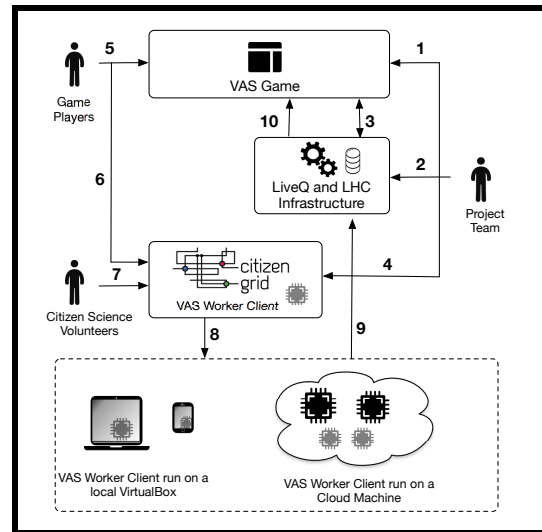 5
1
VAS Game
Game
Players
10
3
6
2
LiveQ and LHC
Infrastructure
Project
Team
citizen
grid
4
7
VAS Worker Client
Citizen Science
Volunteers
8
9
VAS Worker Client run on a
local VirtualBox
VAS Worker Client run on a
Cloud Machine